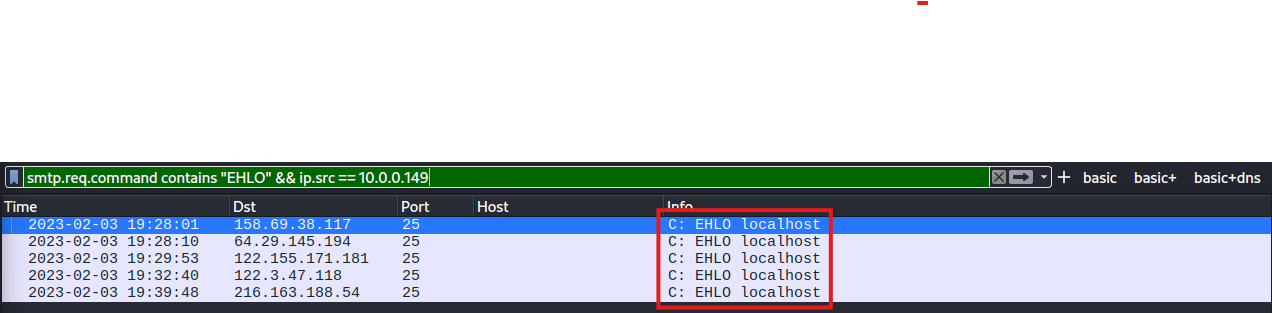 smtp.req.command contains "EHLO" && ip.src == 10.0.0.149 basic basic+ basic+dns
Time Dst Port Host Info
2023-02-03 19:28:01 158.69.38.117 25 C: EHLO localhost
2023-02-03 19:28:10 64.29.145.194 25 C: EHLO localhost
2023-02-03 19:29:53 122.155.171.181 25 C: EHLO localhost
2023-02-03 19:32:40 122.3.47.118 25 C: EHLO localhost
2023-02-03 19:39:48 216.163.188.54 25 C: EHLO localhost